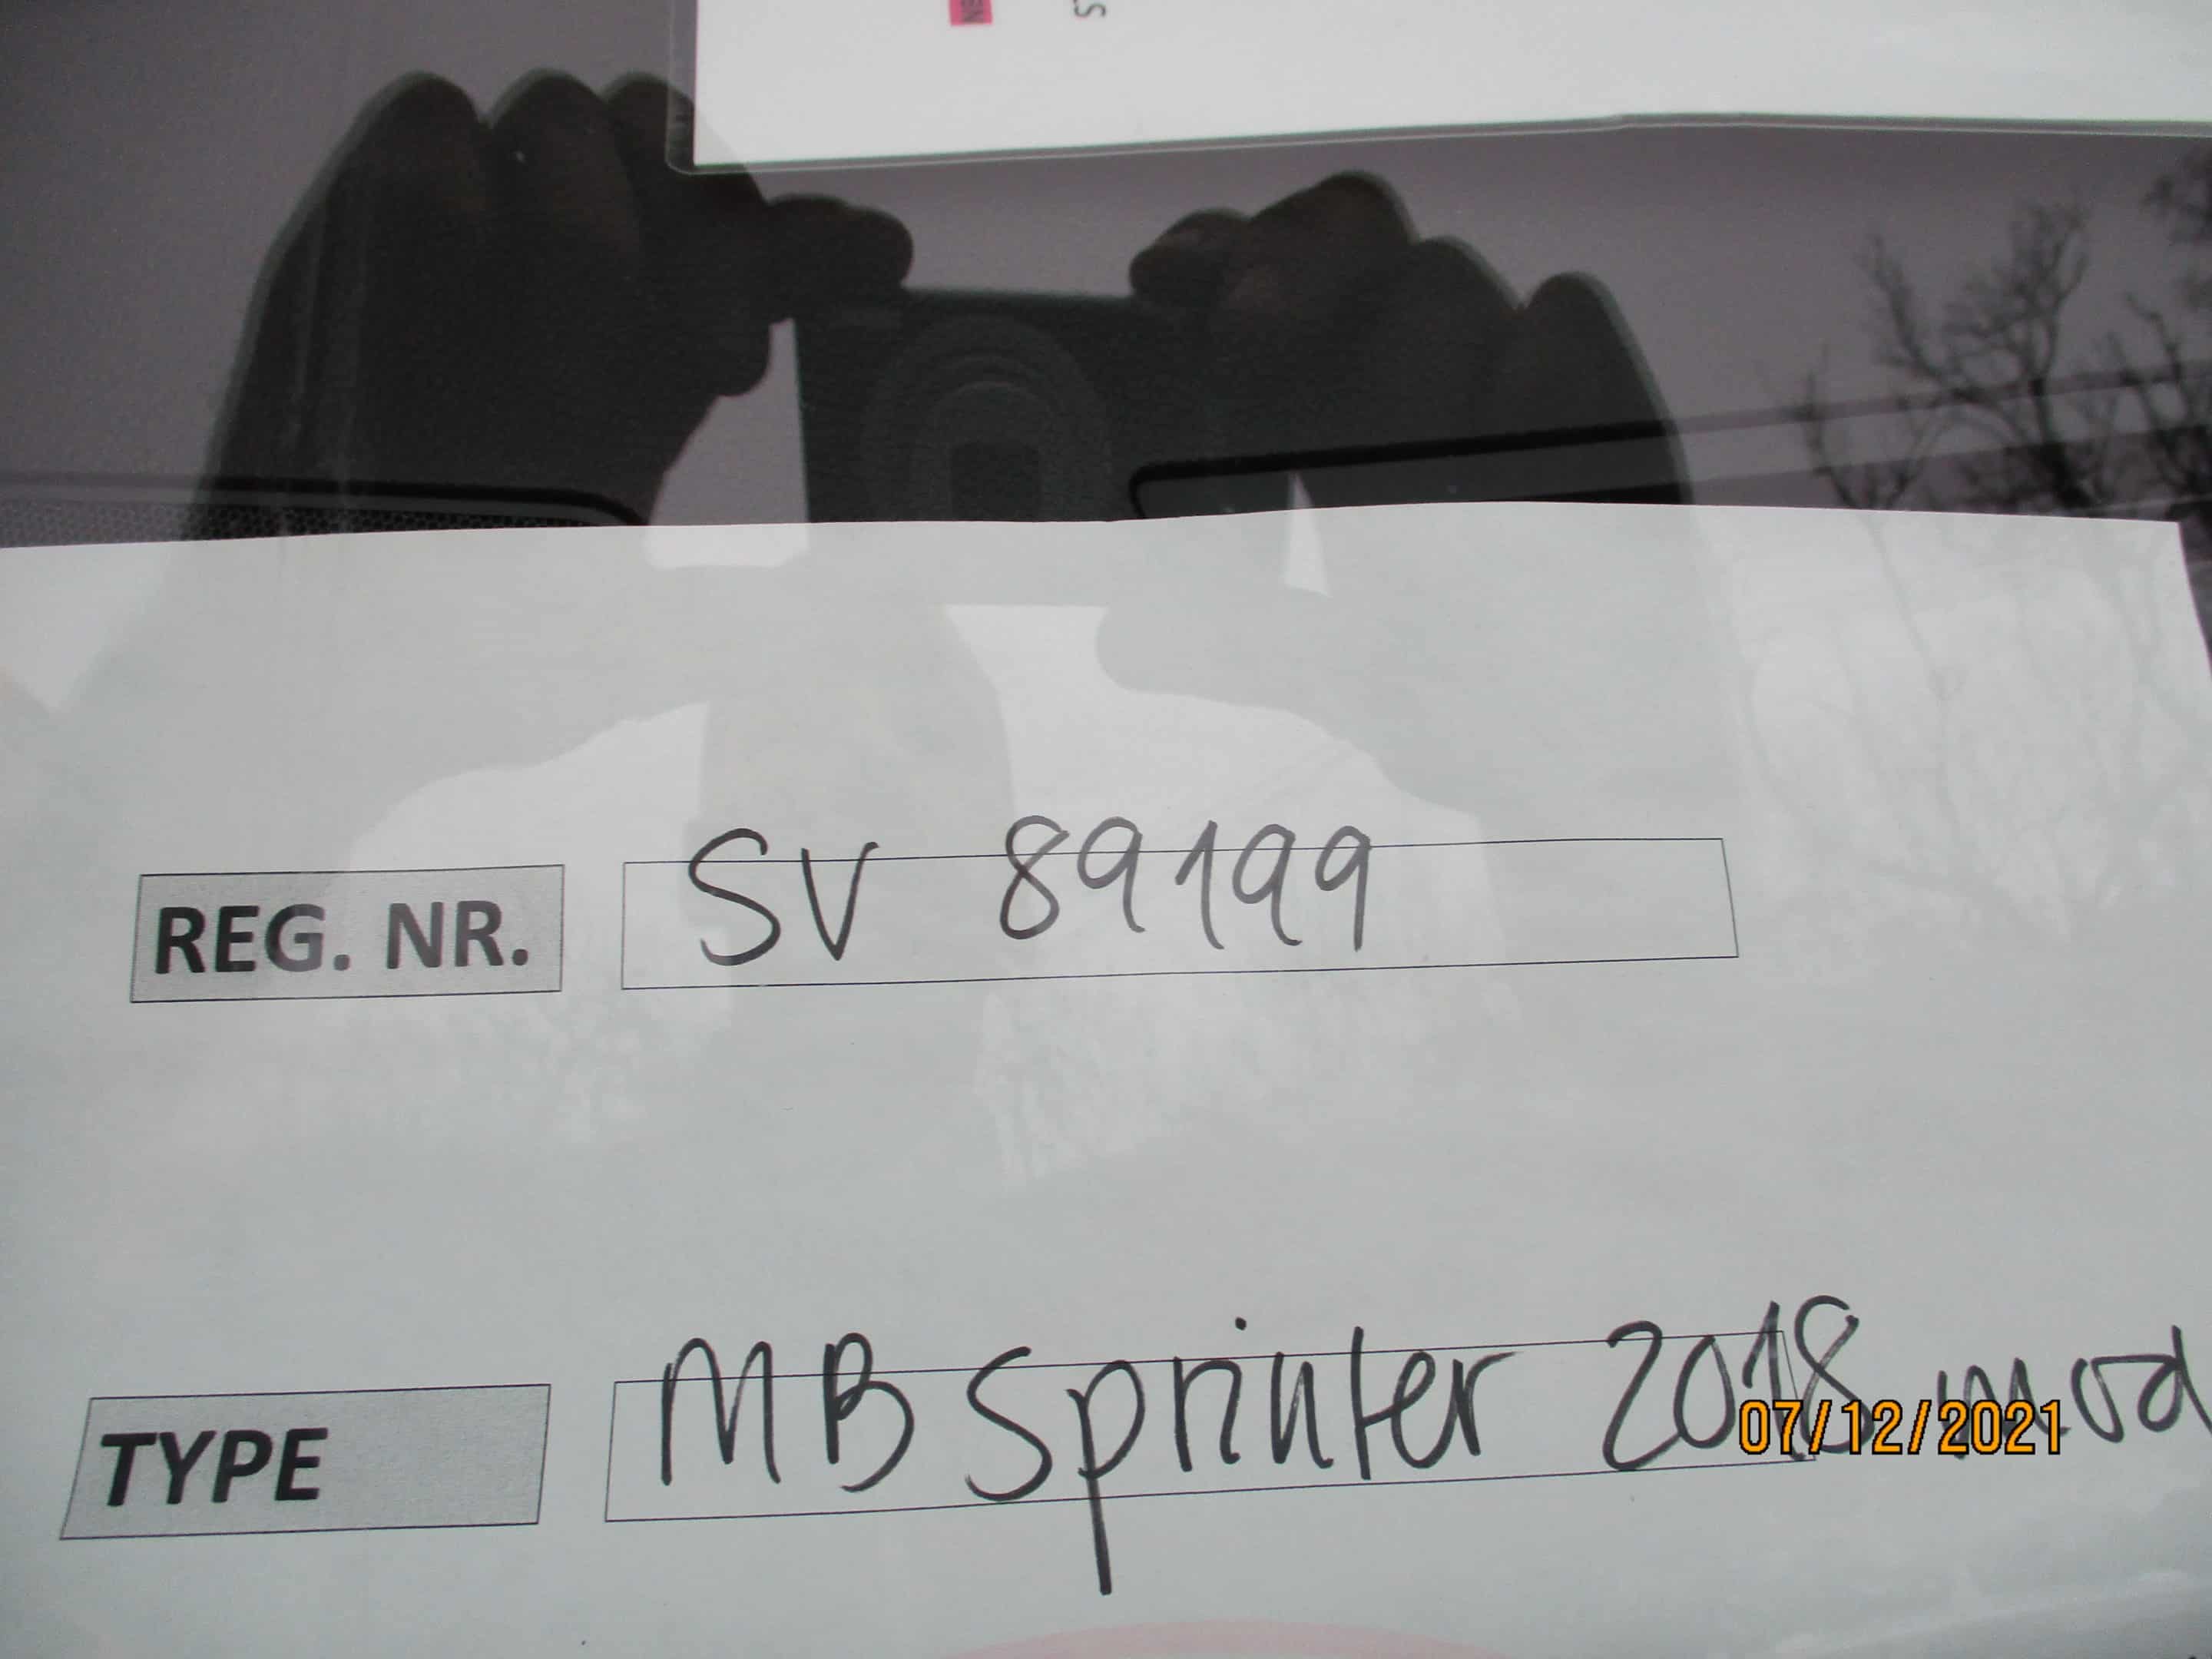 REG. NR. SV 89199
TYPE MB Sprinter 2018 mod
07/12/2021